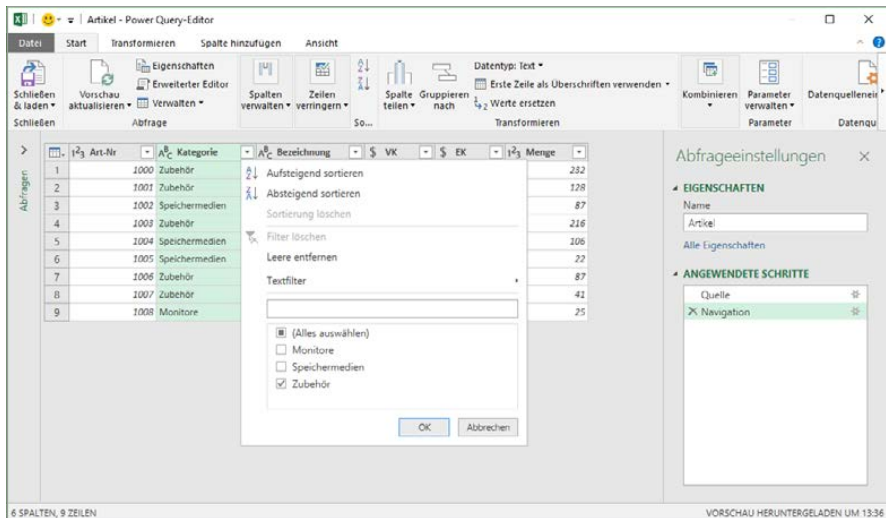 Artikel - Power Query-Editor
Datei Start Transformieren Spalte hinzufügen Ansicht
Schließen & laden
Vorschau aktualisieren
Eigenschaften
Erweiterter Editor
Verwalten
Spalten verwalten
Zeilen verringern
Spalte teilen
Gruppieren nach
Datentyp: Text
Erste Zeile als Überschriften verwenden
Werte ersetzen
Kombinieren
Parameter verwalten
Schließen Abfrage So... Transformieren Parameter Datenqu
Abfragen
Art-Nr Kategorie Bezeichnung VK EK Menge
1 1000 Zubehör 232
2 1001 Zubehör 128
3 1002 Speichermedien 87
4 1003 Zubehör 216
5 1004 Speichermedien 106
6 1005 Speichermedien 22
7 1006 Zubehör 87
8 1007 Zubehör 41
9 1008 Monitore 25
Aufsteigend sortieren
Absteigend sortieren
Sortierung löschen
Filter löschen
Leere entfernen
Textfilter
(Alles auswählen)
Monitore
Speichermedien
Zubehör
OK Abbrechen
Abfrageeinstellungen
EIGENSCHAFTEN
Name
Artikel
Alle Eigenschaften
ANGEWENDETE SCHRITTE
Quelle
Navigation
6 SPALTEN, 9 ZEILEN
VORSCHAU HERUNTERGELADEN UM 13:36